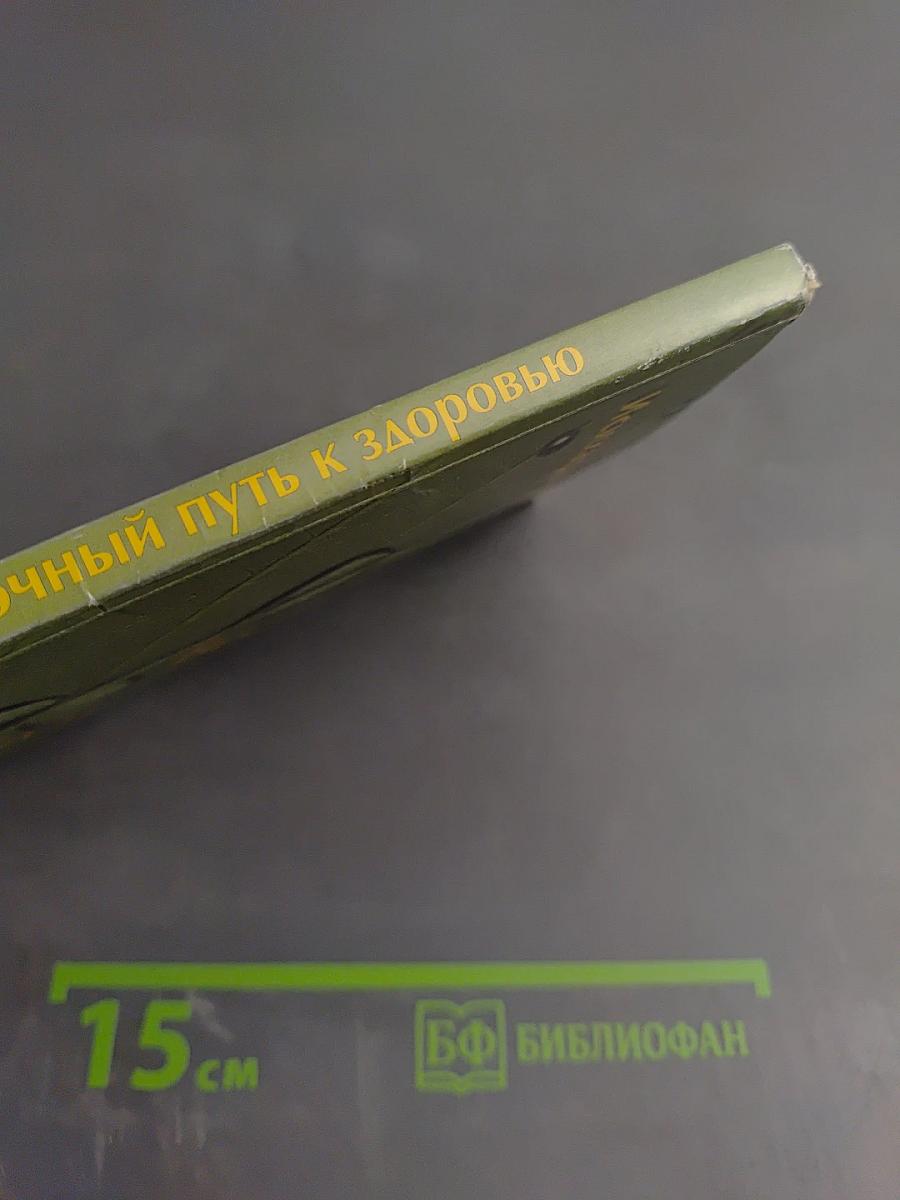 очный путь к здоровью
15 см
БФ БИБЛИОФАН